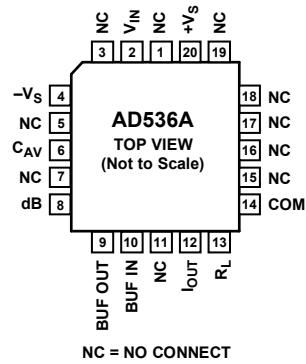 NC
VIN
NC
+VS
NC
3
2
1
20
19
–VS 4
NC 5
CAV 6
NC 7
dB 8
AD536A
TOP VIEW
(Not to Scale)
18 NC
17 NC
16 NC
15 NC
14 COM
9
10
11
12
13
BUF OUT
BUF IN
NC
IOUT
RL
NC = NO CONNECT